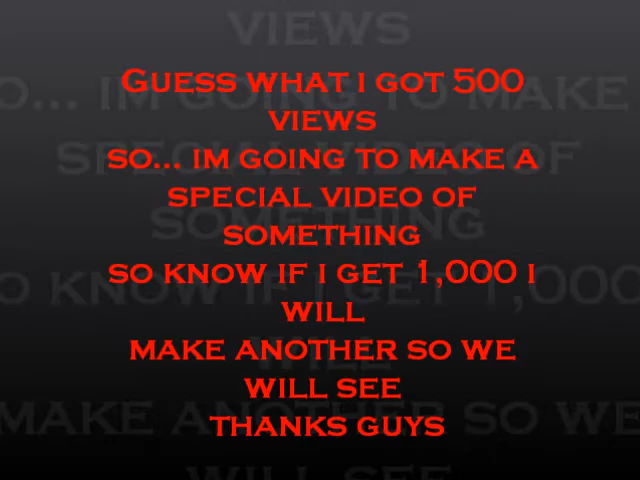 Guess what i got 500
views
so... im going to make a
special video of
something
so know if i get 1,000 i
will
make another so we
will see
thanks guys